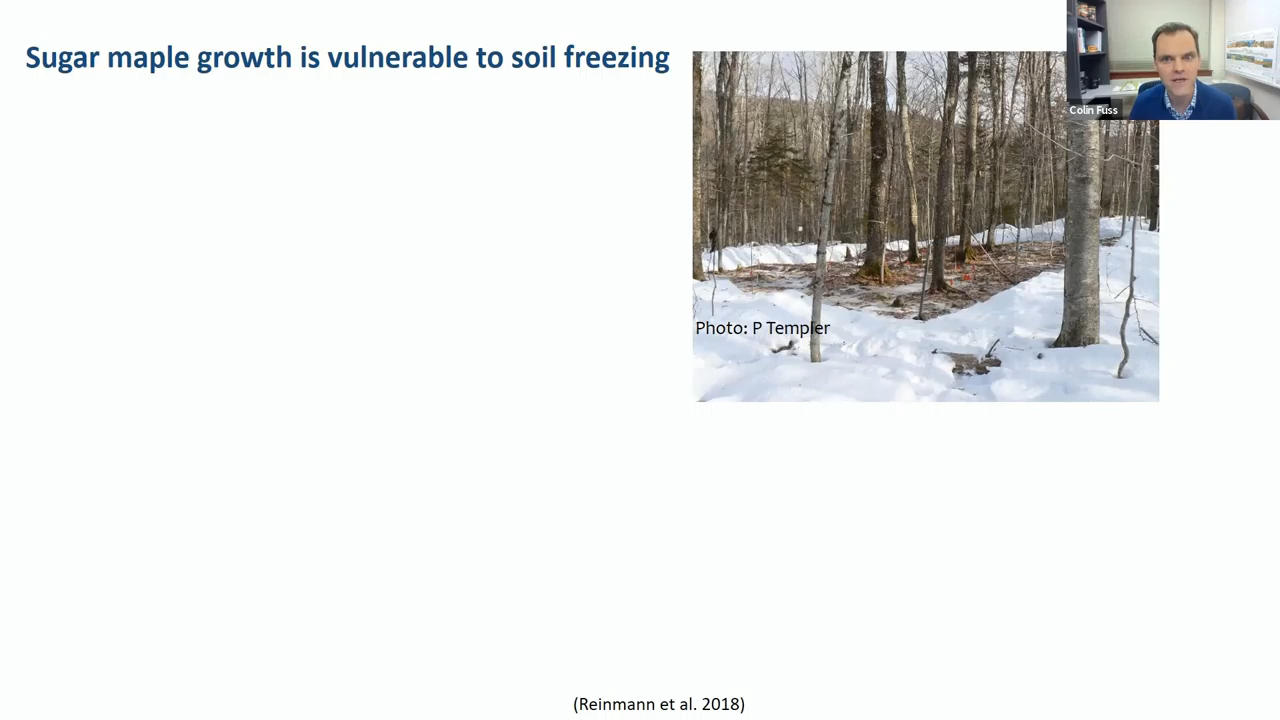 Sugar maple growth is vulnerable to soil freezing
Colin Fuss
Photo: P Templer
(Reinmann et al. 2018)